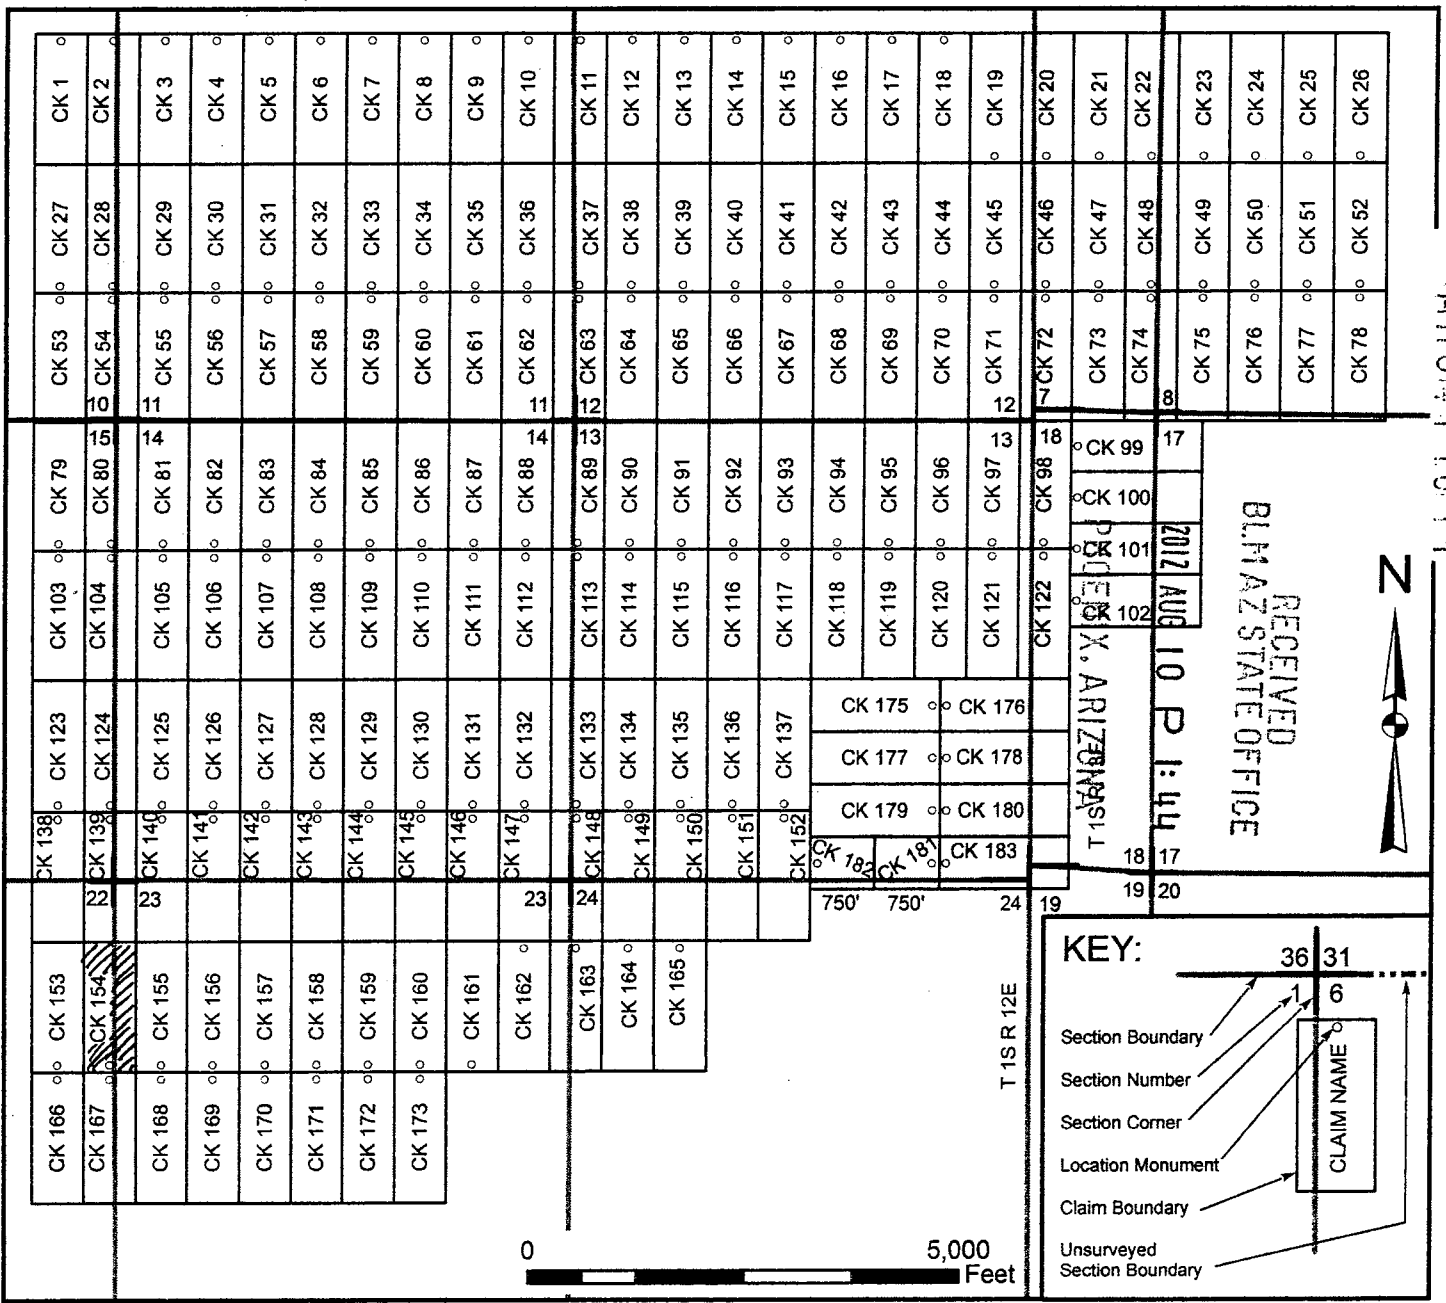 CK 1 CK 2 CK 3 CK 4 CK 5 CK 6 CK 7 CK 8 CK 9 CK 10 CK 11 CK 12 CK 13 CK 14 CK 15 CK 16 CK 17 CK 18 CK 19 CK 20 CK 21 CK 22 CK 23 CK 24 CK 25 CK 26
CK 27 CK 28 CK 29 CK 30 CK 31 CK 32 CK 33 CK 34 CK 35 CK 36 CK 37 CK 38 CK 39 CK 40 CK 41 CK 42 CK 43 CK 44 CK 45 CK 46 CK 47 CK 48 CK 49 CK 50 CK 51 CK 52
CK 53 CK 54 CK 55 CK 56 CK 57 CK 58 CK 59 CK 60 CK 61 CK 62 CK 63 CK 64 CK 65 CK 66 CK 67 CK 68 CK 69 CK 70 CK 71 CK 72 CK 73 CK 74 CK 75 CK 76 CK 77 CK 78
10 11 11 12 12 7 8
15 14 14 13 13 18 17
CK 79 CK 80 CK 81 CK 82 CK 83 CK 84 CK 85 CK 86 CK 87 CK 88 CK 89 CK 90 CK 91 CK 92 CK 93 CK 94 CK 95 CK 96 CK 97 CK 98
CK 99
CK 100
CK 101
CK 102
CK 103 CK 104 CK 105 CK 106 CK 107 CK 108 CK 109 CK 110 CK 111 CK 112 CK 113 CK 114 CK 115 CK 116 CK 117 CK 118 CK 119 CK 120 CK 121 CK 122
CK 123 CK 124 CK 125 CK 126 CK 127 CK 128 CK 129 CK 130 CK 131 CK 132 CK 133 CK 134 CK 135 CK 136 CK 137
CK 175 CK 176
CK 177 CK 178
CK 179 CK 180
CK 182 CK 181 CK 183
CK 138 CK 139 CK 140 CK 141 CK 142 CK 143 CK 144 CK 145 CK 146 CK 147 CK 148 CK 149 CK 150 CK 151 CK 152
18 17
22 23 23 24 750' 750' 24 19 19 20
CK 153 CK 154 CK 155 CK 156 CK 157 CK 158 CK 159 CK 160 CK 161 CK 162 CK 163 CK 164 CK 165
CK 166 CK 167 CK 168 CK 169 CK 170 CK 171 CK 172 CK 173
T 1S R 12E
RECEIVED
BLM AZ STATE OFFICE
2012 AUG 10 P 1:44
PHOENIX, ARIZONA
N
0 5,000
Feet
KEY:
36 31
1 6
Section Boundary
Section Number
Section Corner
Location Monument
Claim Boundary
Unsurveyed
Section Boundary
CLAIM NAME